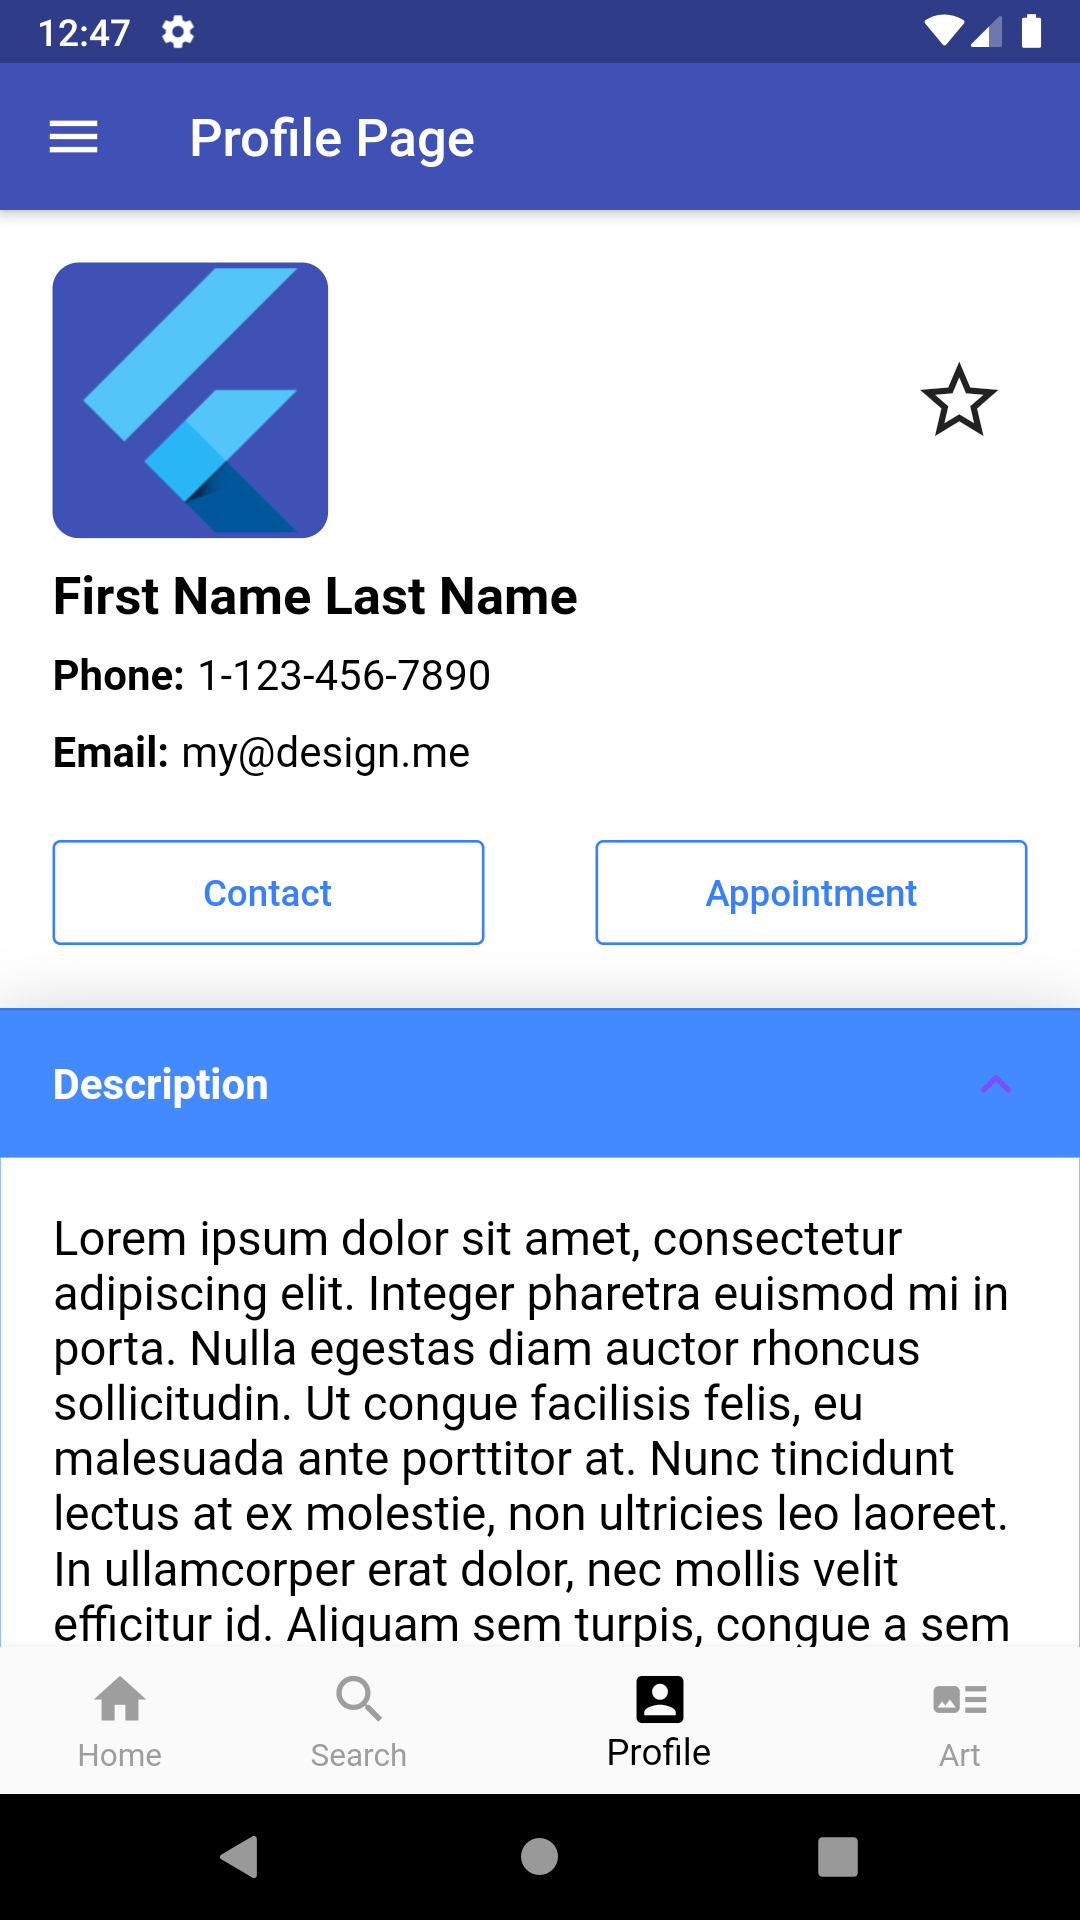 12:47
Profile Page
First Name Last Name
Phone: 1-123-456-7890
Email: my@design.me
Contact
Appointment
Description
Lorem ipsum dolor sit amet, consectetur
adipiscing elit. Integer pharetra euismod mi in
porta. Nulla egestas diam auctor rhoncus
sollicitudin. Ut congue facilisis felis, eu
malesuada ante porttitor at. Nunc tincidunt
lectus at ex molestie, non ultricies leo laoreet.
In ullamcorper erat dolor, nec mollis velit
efficitur id. Aliquam sem turpis, congue a sem
Home
Search
Profile
Art